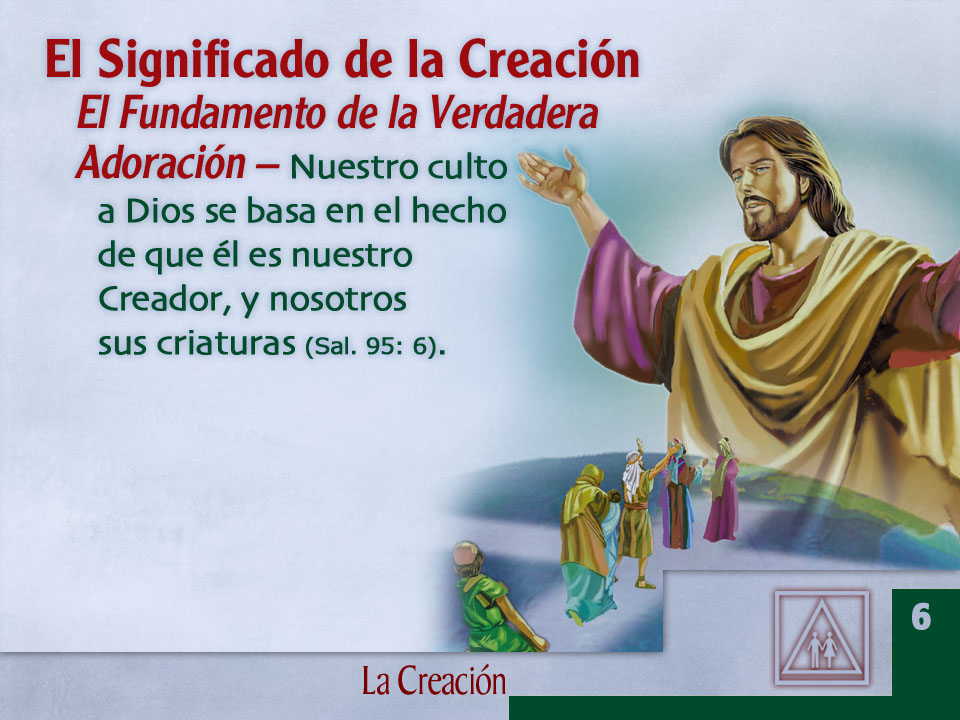 El Significado de la Creación
El Fundamento de la Verdadera
Adoración – Nuestro culto
a Dios se basa en el hecho
de que él es nuestro
Creador, y nosotros
sus criaturas (Sal. 95: 6).
6
La Creación